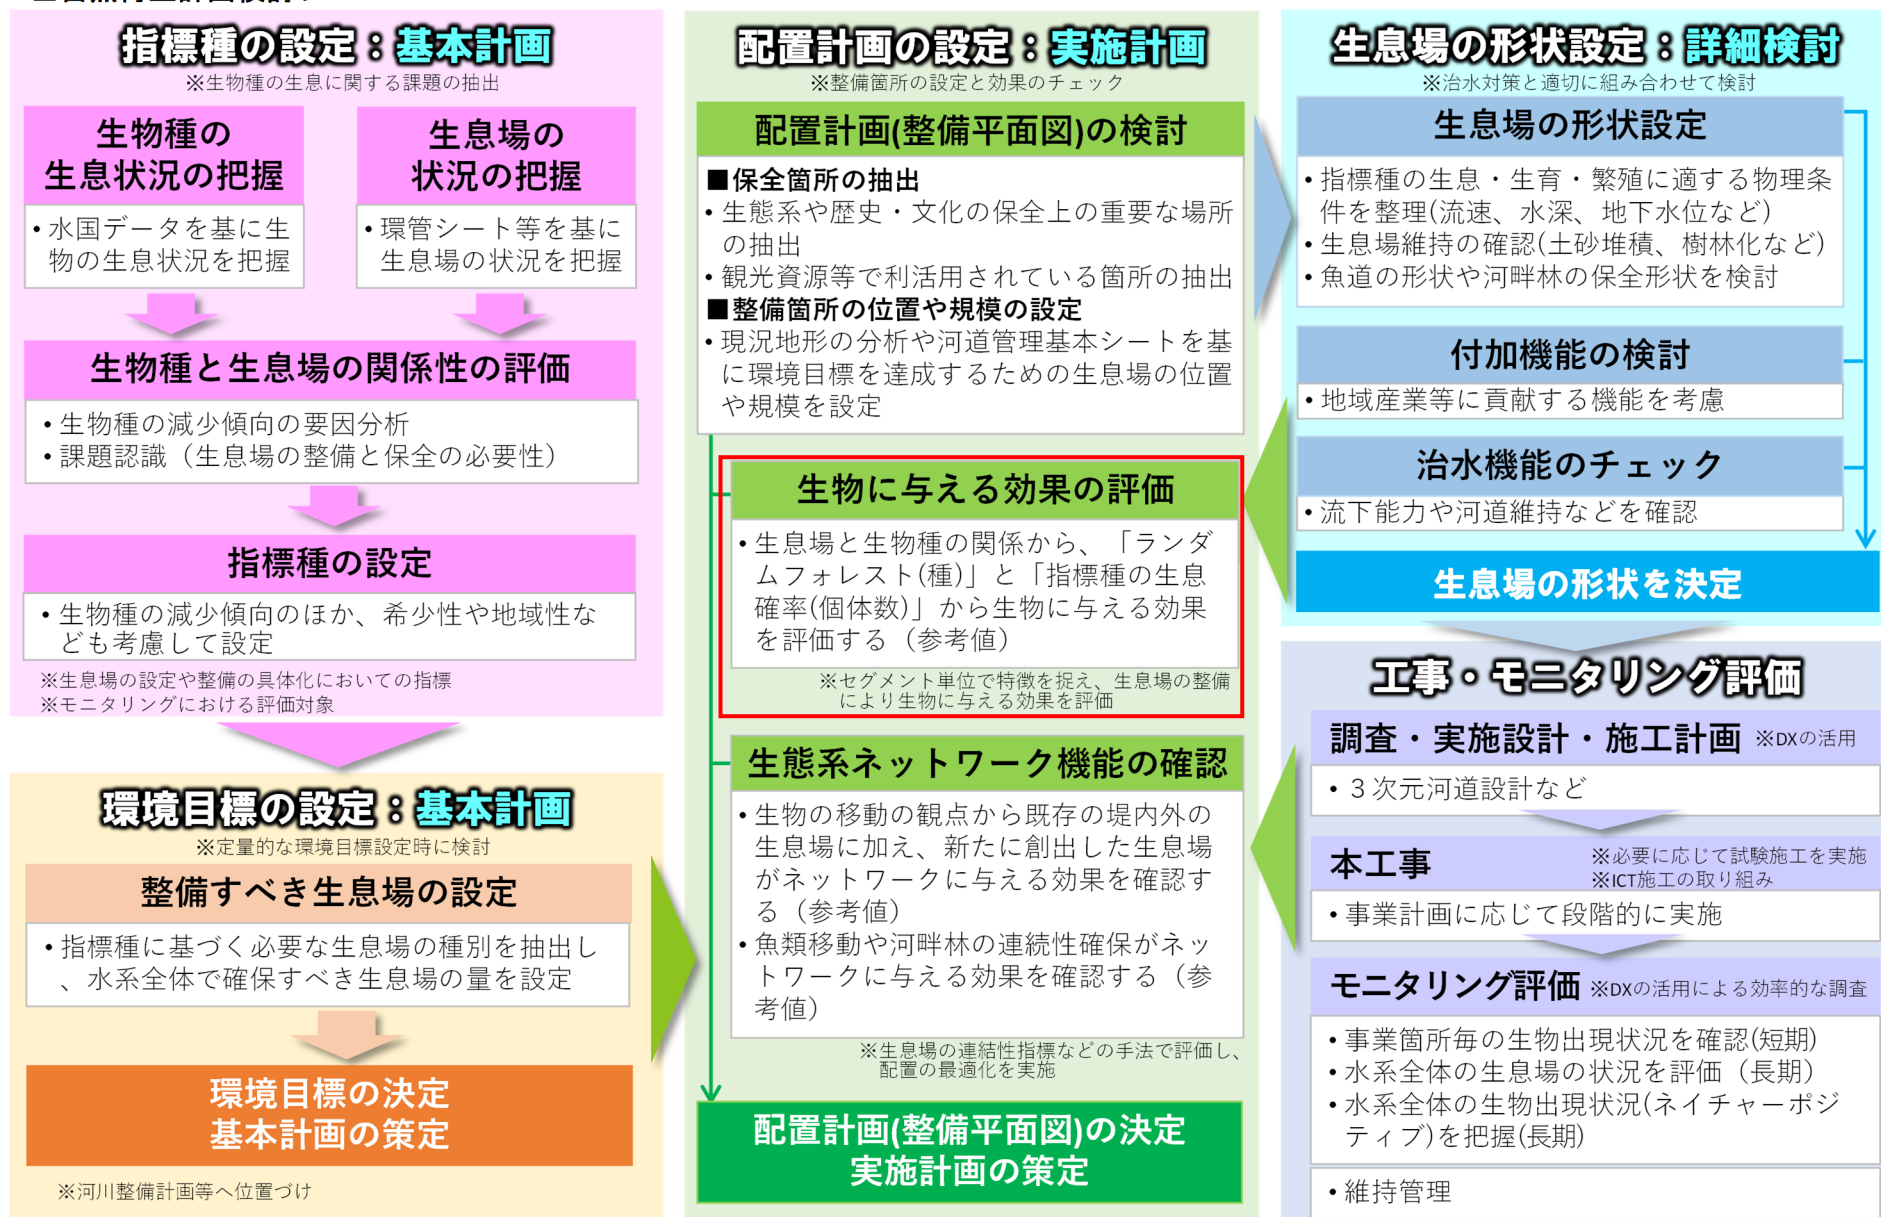 指標種の設定：基本計画
※生物種の生息に関する課題の抽出
生物種の
生息状況の把握
• 水国データを基に生
物の生息状況を把握
生息場の
状況の把握
• 環管シート等を基に
生息場の状況を把握
生物種と生息場の関係性の評価
• 生物種の減少傾向の要因分析
• 課題認識（生息場の整備と保全の必要性）
指標種の設定
• 生物種の減少傾向のほか、希少性や地域性な
ども考慮して設定
※生息場の設定や整備の具体化においての指標
※モニタリングにおける評価対象
環境目標の設定：基本計画
※定量的な環境目標設定時に検討
整備すべき生息場の設定
• 指標種に基づく必要な生息場の種別を抽出し
、水系全体で確保すべき生息場の量を設定
環境目標の決定
基本計画の策定
※河川整備計画等へ位置づけ
配置計画の設定：実施計画
※整備箇所の設定と効果のチェック
配置計画(整備平面図)の検討
■保全箇所の抽出
• 生態系や歴史・文化の保全上の重要な場所
の抽出
• 観光資源等で利活用されている箇所の抽出
■整備箇所の位置や規模の設定
• 現況地形の分析や河道管理基本シートを基
に環境目標を達成するための生息場の位置
や規模を設定
生物に与える効果の評価
• 生息場と生物種の関係から、「ランダ
ムフォレスト(種)」と「指標種の生息
確率(個体数)」から生物に与える効果
を評価する（参考値）
※セグメント単位で特徴を捉え、生息場の整備
により生物に与える効果を評価
生態系ネットワーク機能の確認
• 生物の移動の観点から既存の堤内外の
生息場に加え、新たに創出した生息場
がネットワークに与える効果を確認す
る（参考値）
• 魚類移動や河畔林の連続性確保がネッ
トワークに与える効果を確認する（参
考値）
※生息場の連結性指標などの手法で評価し、
配置の最適化を実施
配置計画(整備平面図)の決定
実施計画の策定
生息場の形状設定：詳細検討
※治水対策と適切に組み合わせて検討
生息場の形状設定
• 指標種の生息・生育・繁殖に適する物理条
件を整理(流速、水深、地下水位など)
• 生息場維持の確認(土砂堆積、樹林化など)
• 魚道の形状や河畔林の保全形状を検討
付加機能の検討
• 地域産業等に貢献する機能を考慮
治水機能のチェック
• 流下能力や河道維持などを確認
生息場の形状を決定
工事・モニタリング評価
調査・実施設計・施工計画 ※DXの活用
• ３次元河道設計など
本工事
※必要に応じて試験施工を実施
※ICT施工の取り組み
• 事業計画に応じて段階的に実施
モニタリング評価 ※DXの活用による効率的な調査
• 事業箇所毎の生物出現状況を確認(短期)
• 水系全体の生息場の状況を評価（長期）
• 水系全体の生物出現状況(ネイチャーポジ
ティブ)を把握(長期)
• 維持管理